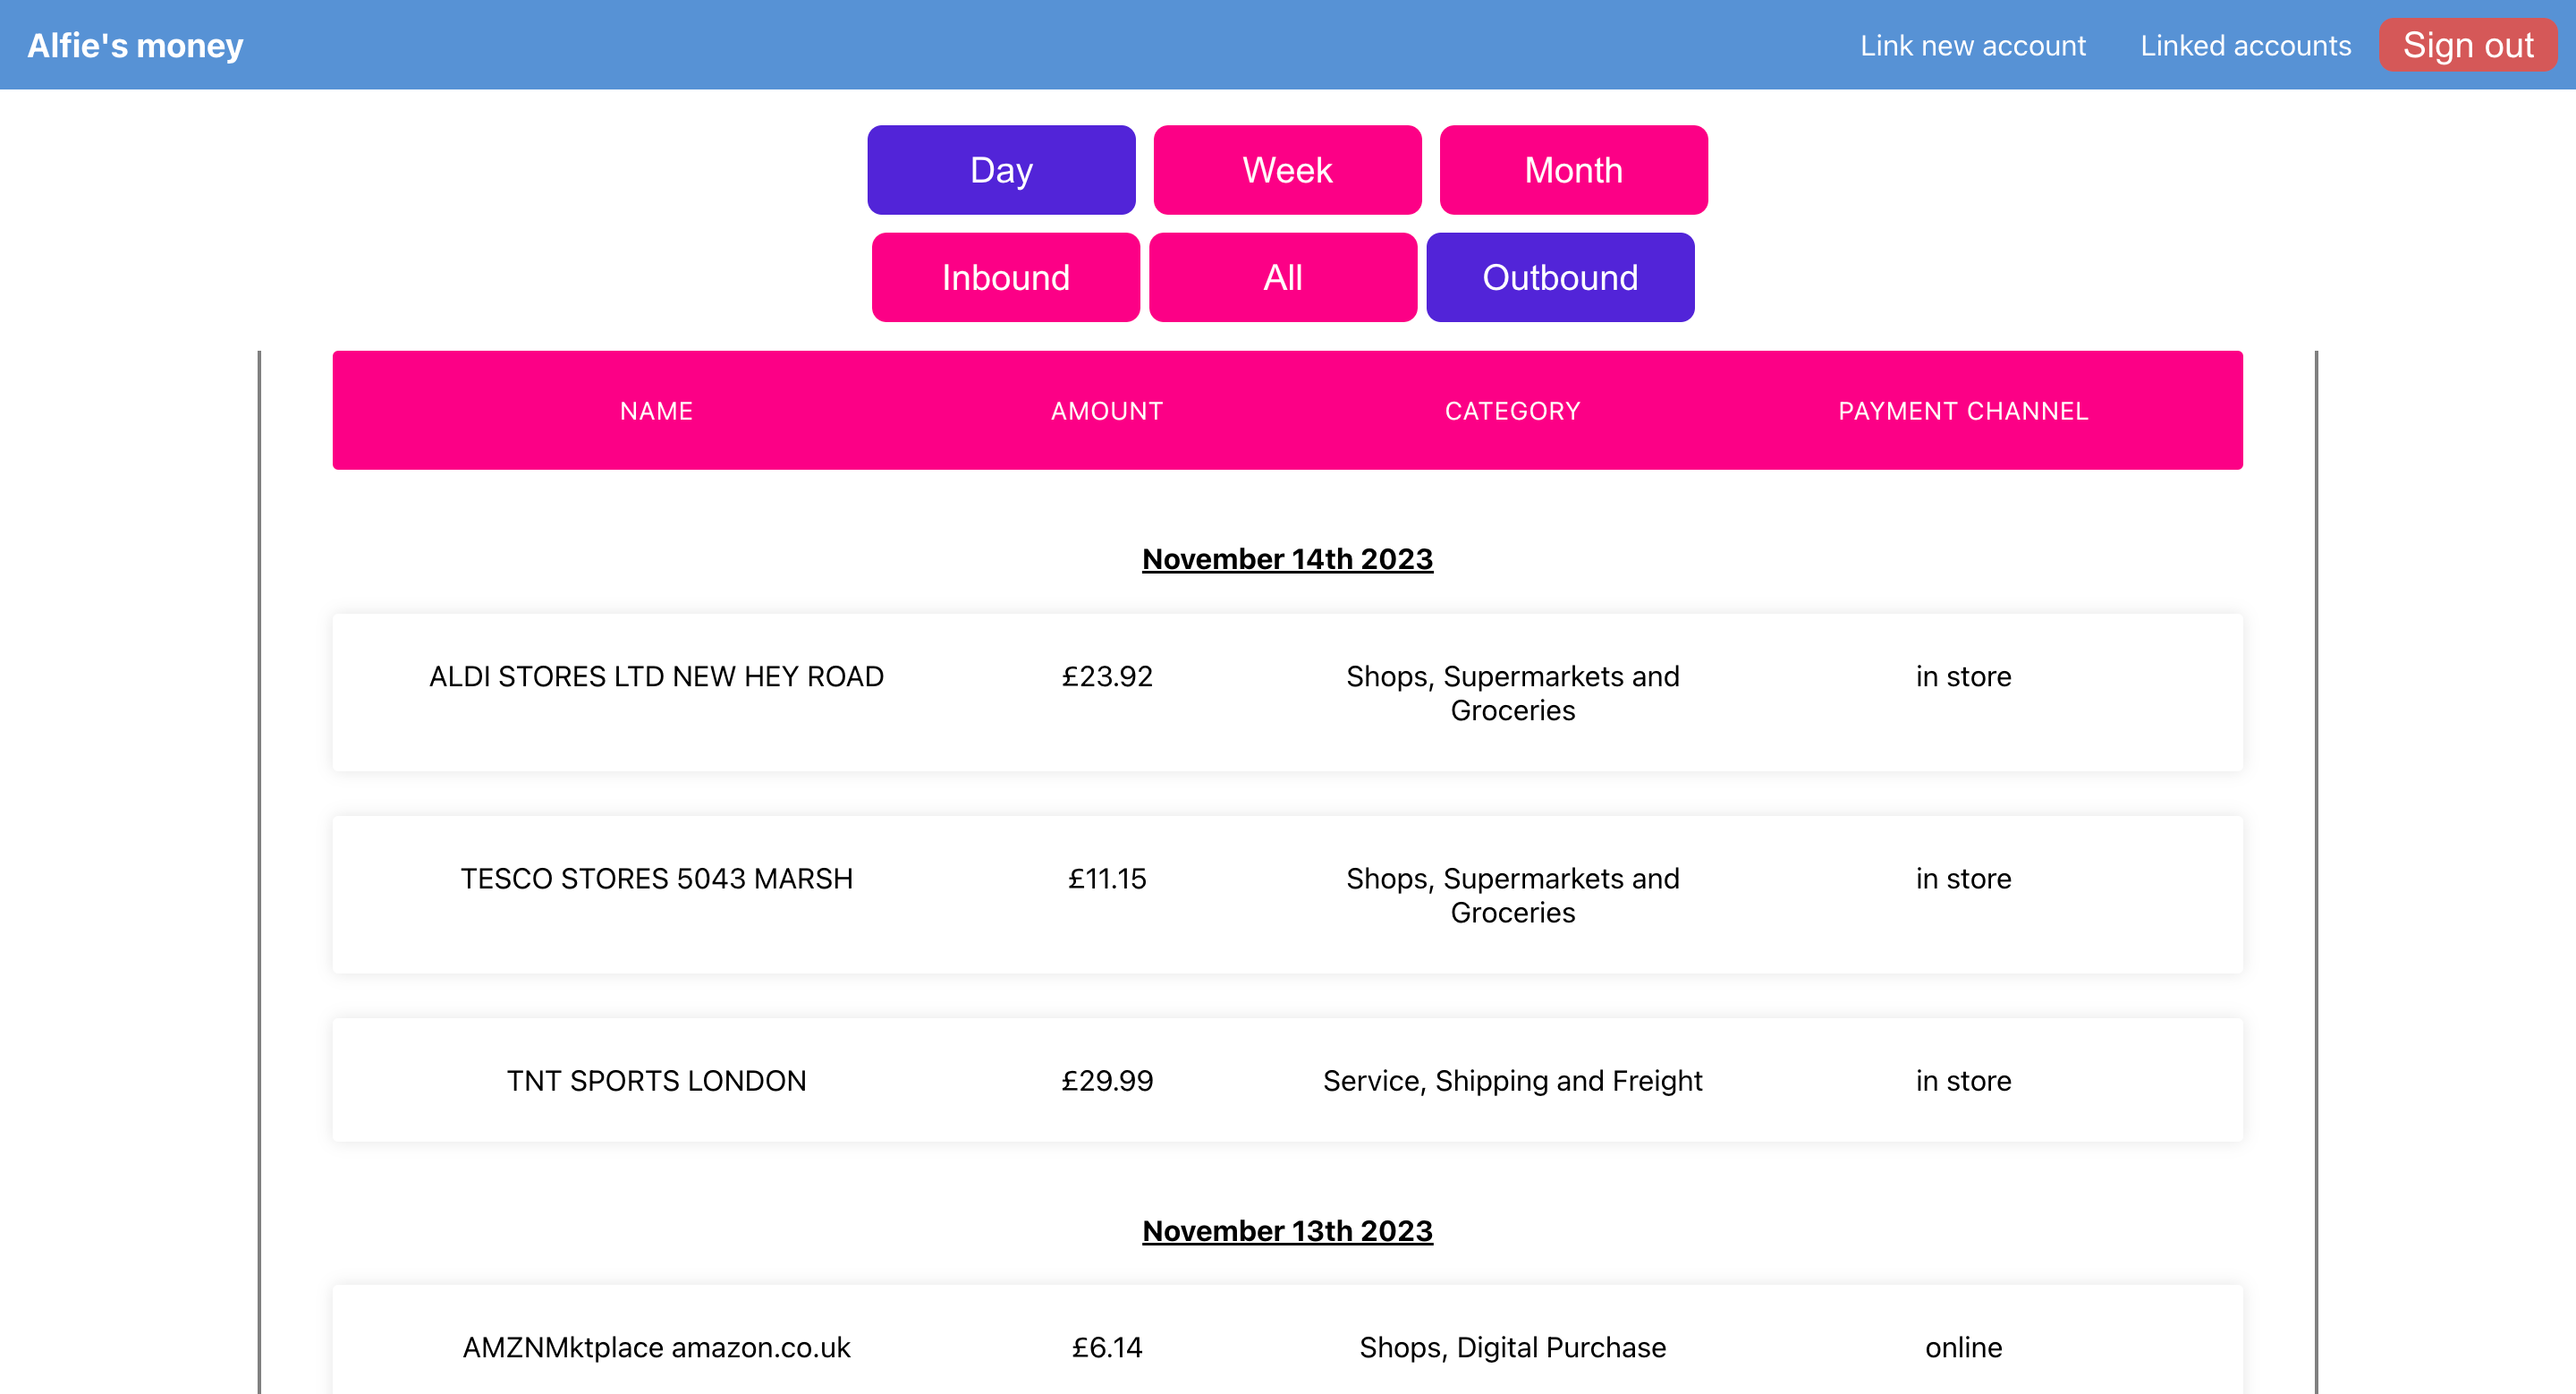 Alfie's money Link new account Linked accounts Sign out
Day Week Month
Inbound All Outbound
NAME AMOUNT CATEGORY PAYMENT CHANNEL
November 14th 2023
ALDI STORES LTD NEW HEY ROAD £23.92 Shops, Supermarkets and in store
Groceries
TESCO STORES 5043 MARSH £11.15 Shops, Supermarkets and in store
Groceries
TNT SPORTS LONDON £29.99 Service, Shipping and Freight in store
November 13th 2023
AMZNMktplace amazon.co.uk £6.14 Shops, Digital Purchase online